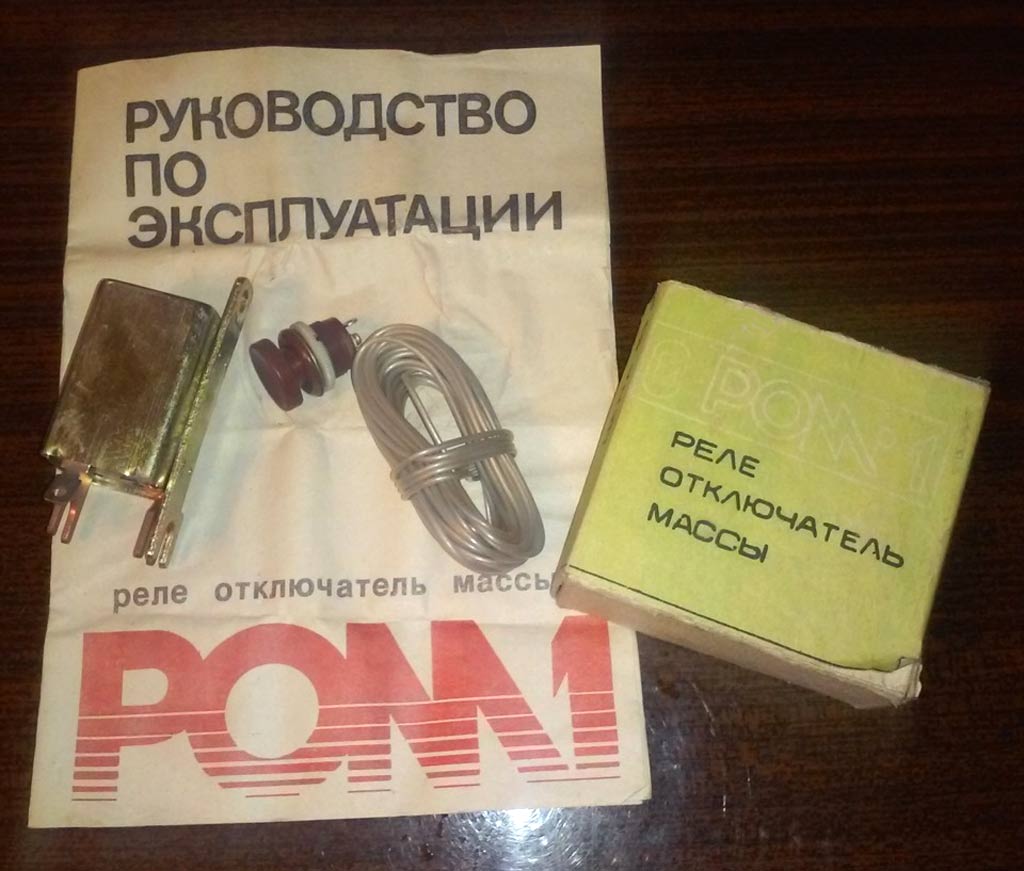 РУКОВОДСТВО
ПО
ЭКСПЛУАТАЦИИ
реле отключатель массы
РОМ1
РОМ 1
РЕЛЕ
ОТКЛЮЧАТЕЛЬ
МАССЫ